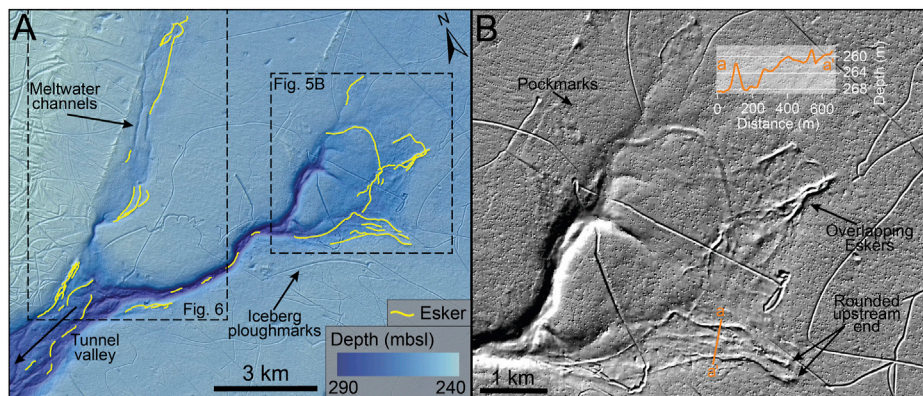 A
N
Meltwater
channels
Fig. 5B
Fig. 6
Iceberg
ploughmarks
Tunnel
valley
Esker
Depth (mbsl)
290
240
3 km
B
Pockmarks
a
a'
260
264
268
Depth (m)
0
200
400
600
Distance (m)
Overlapping
Eskers
Rounded
upstream
end
a'
a
1 km